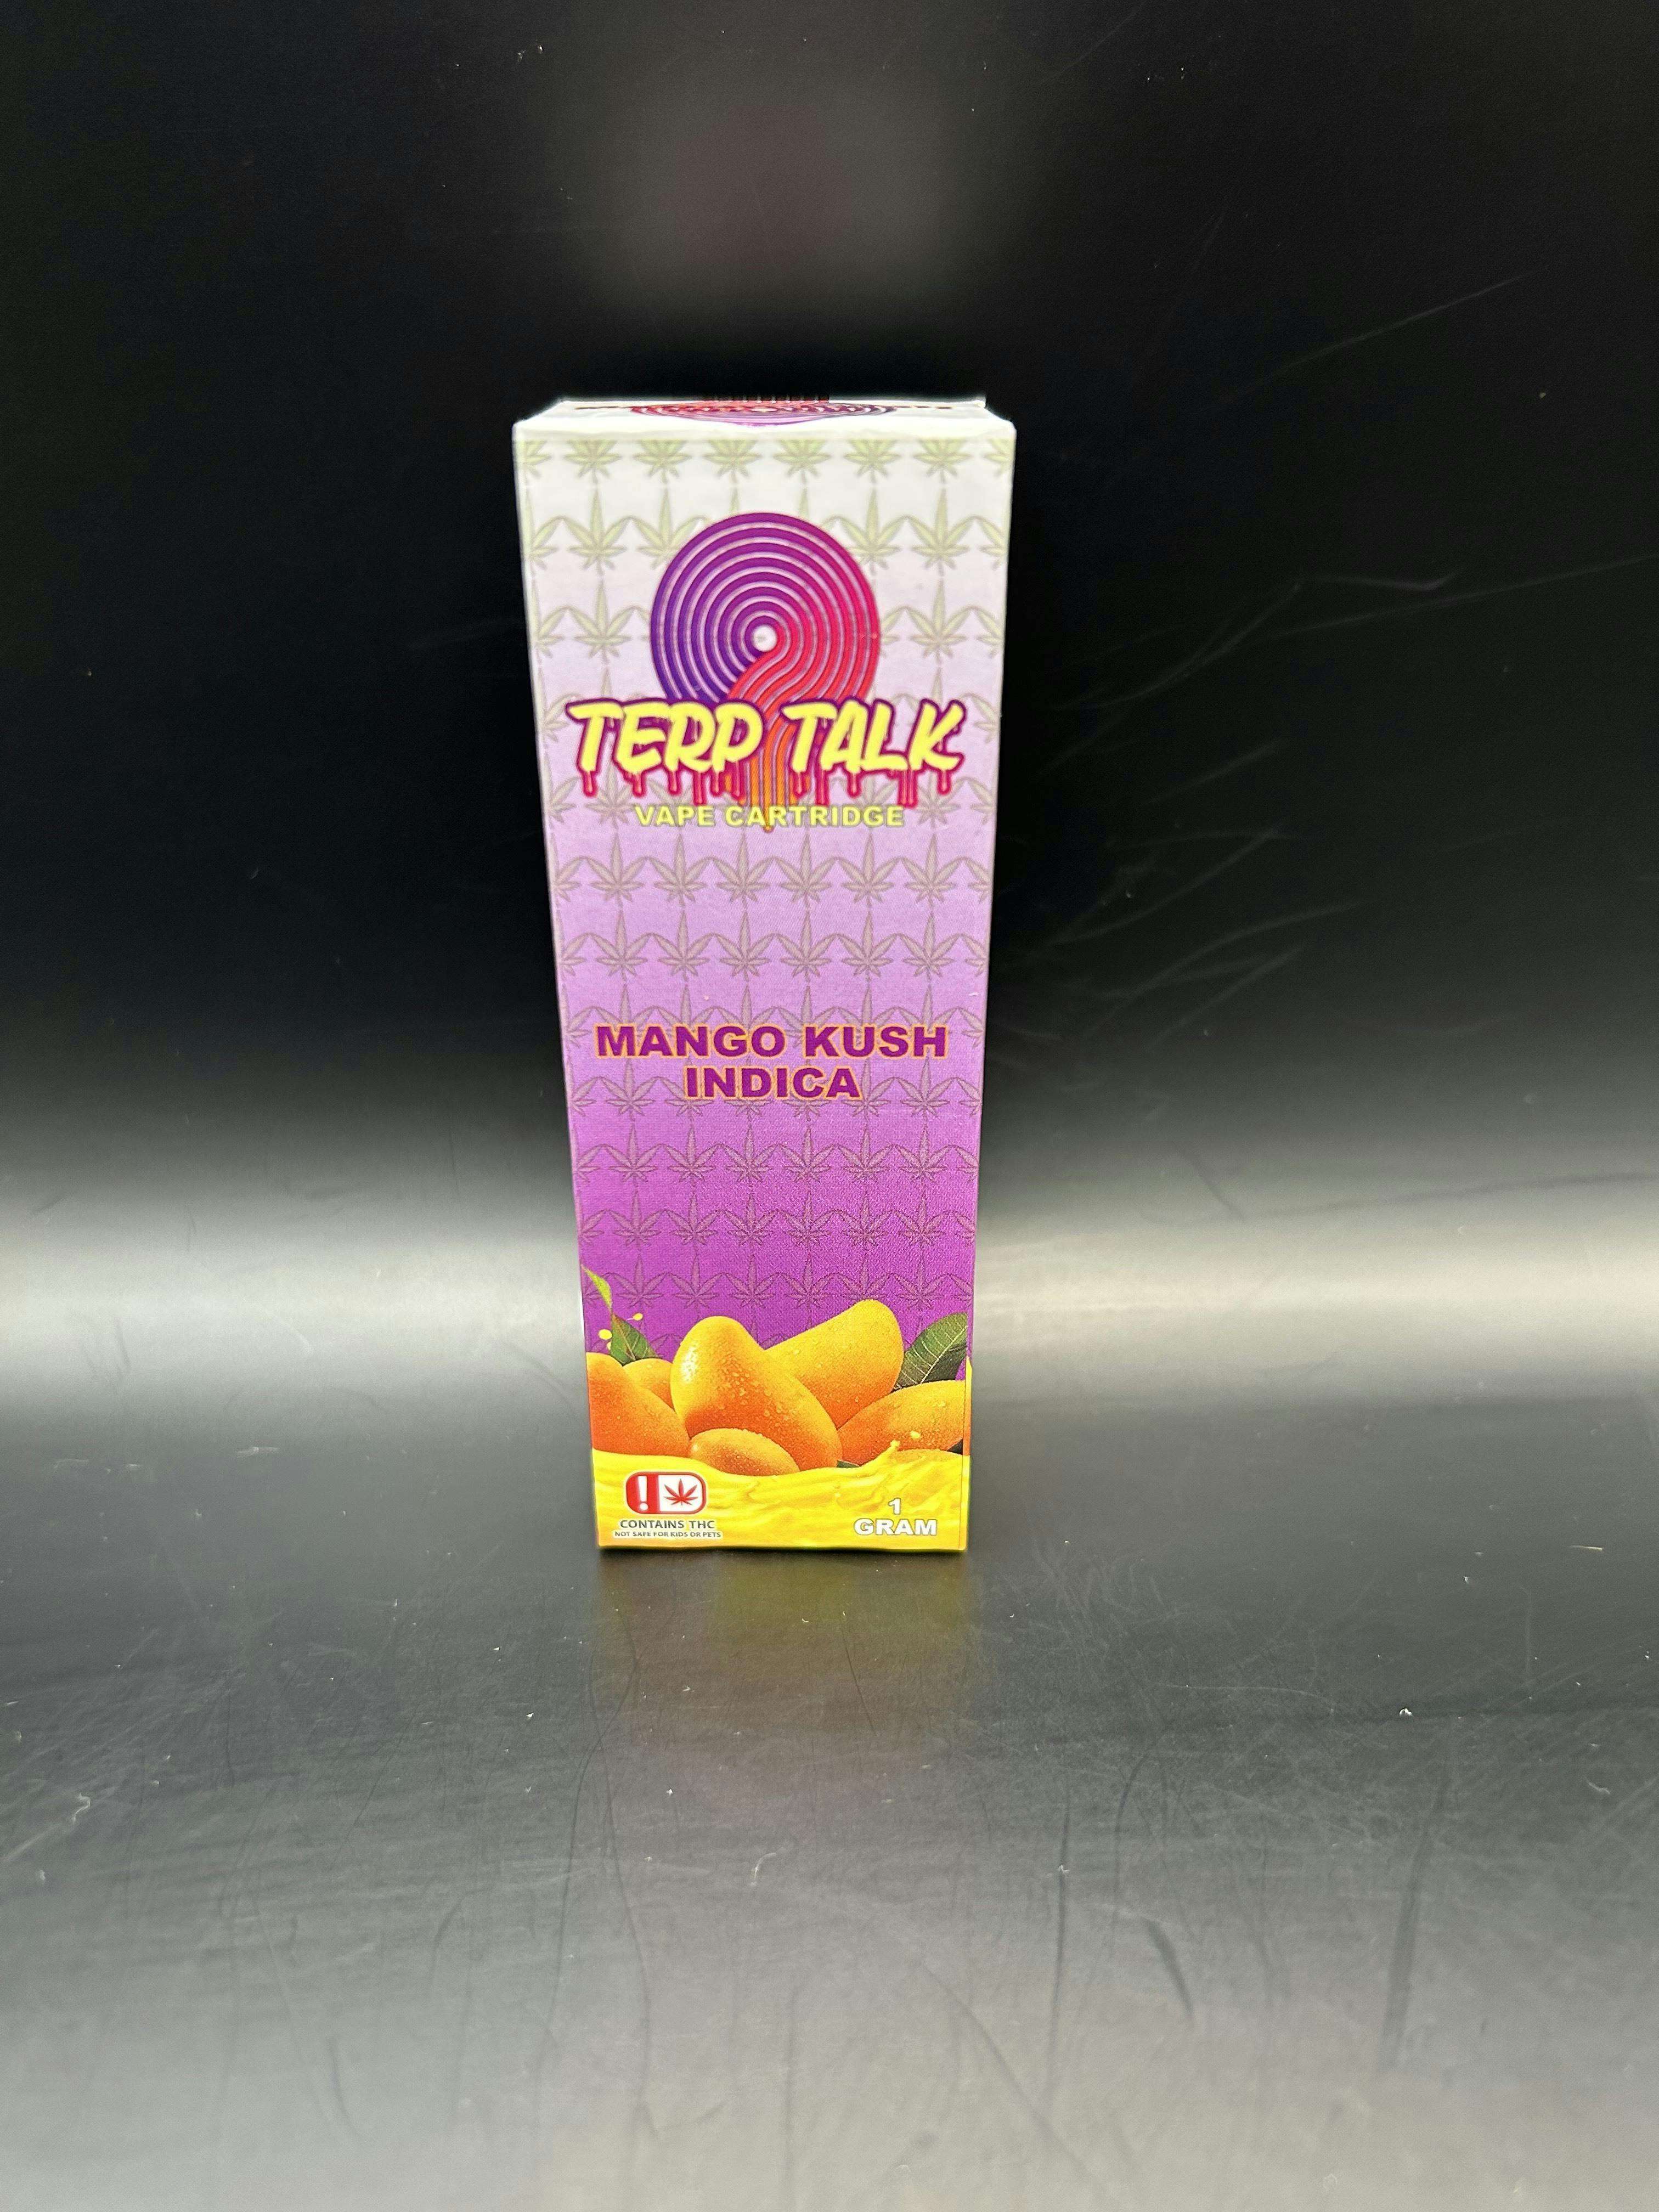 TERP TALK
VAPE CARTRIDGE
MANGO KUSH
INDICA
!
CONTAINS THC
NOT SAFE FOR KIDS OR PETS
1
GRAM